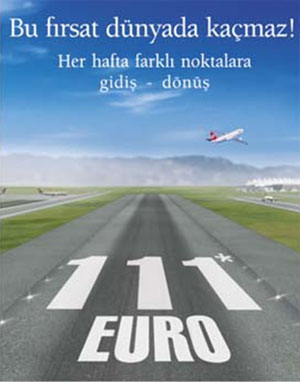 Bu fırsat dünyada kaçmaz!
Her hafta farklı noktalara
gidiş - dönüş
111*
EURO